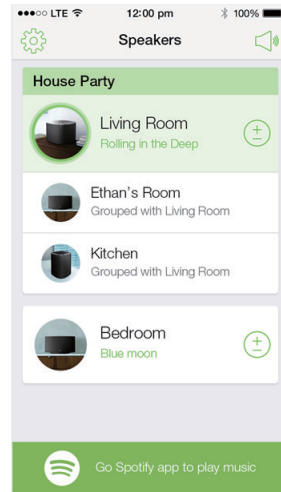 LTE 12:00 pm 100%
Speakers
House Party
Living Room
Rolling in the Deep
Ethan's Room
Grouped with Living Room
Kitchen
Grouped with Living Room
Bedroom
Blue moon
Go Spotify app to play music